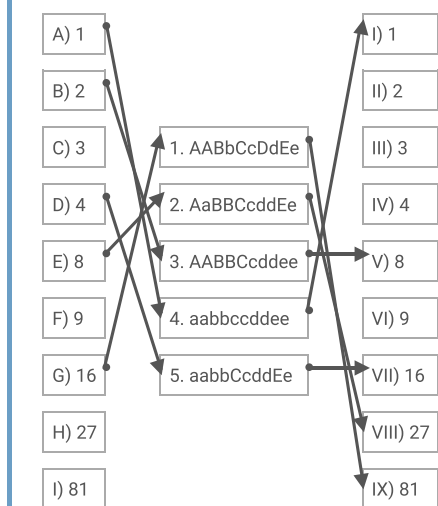 A) 1
B) 2
C) 3
D) 4
E) 8
F) 9
G) 16
H) 27
I) 81
1. AABbCcDdEe
2. AaBBCcddEe
3. AABBCcddee
4. aabbccddee
5. aabbCcddEe
I) 1
II) 2
III) 3
IV) 4
V) 8
VI) 9
VII) 16
VIII) 27
IX) 81